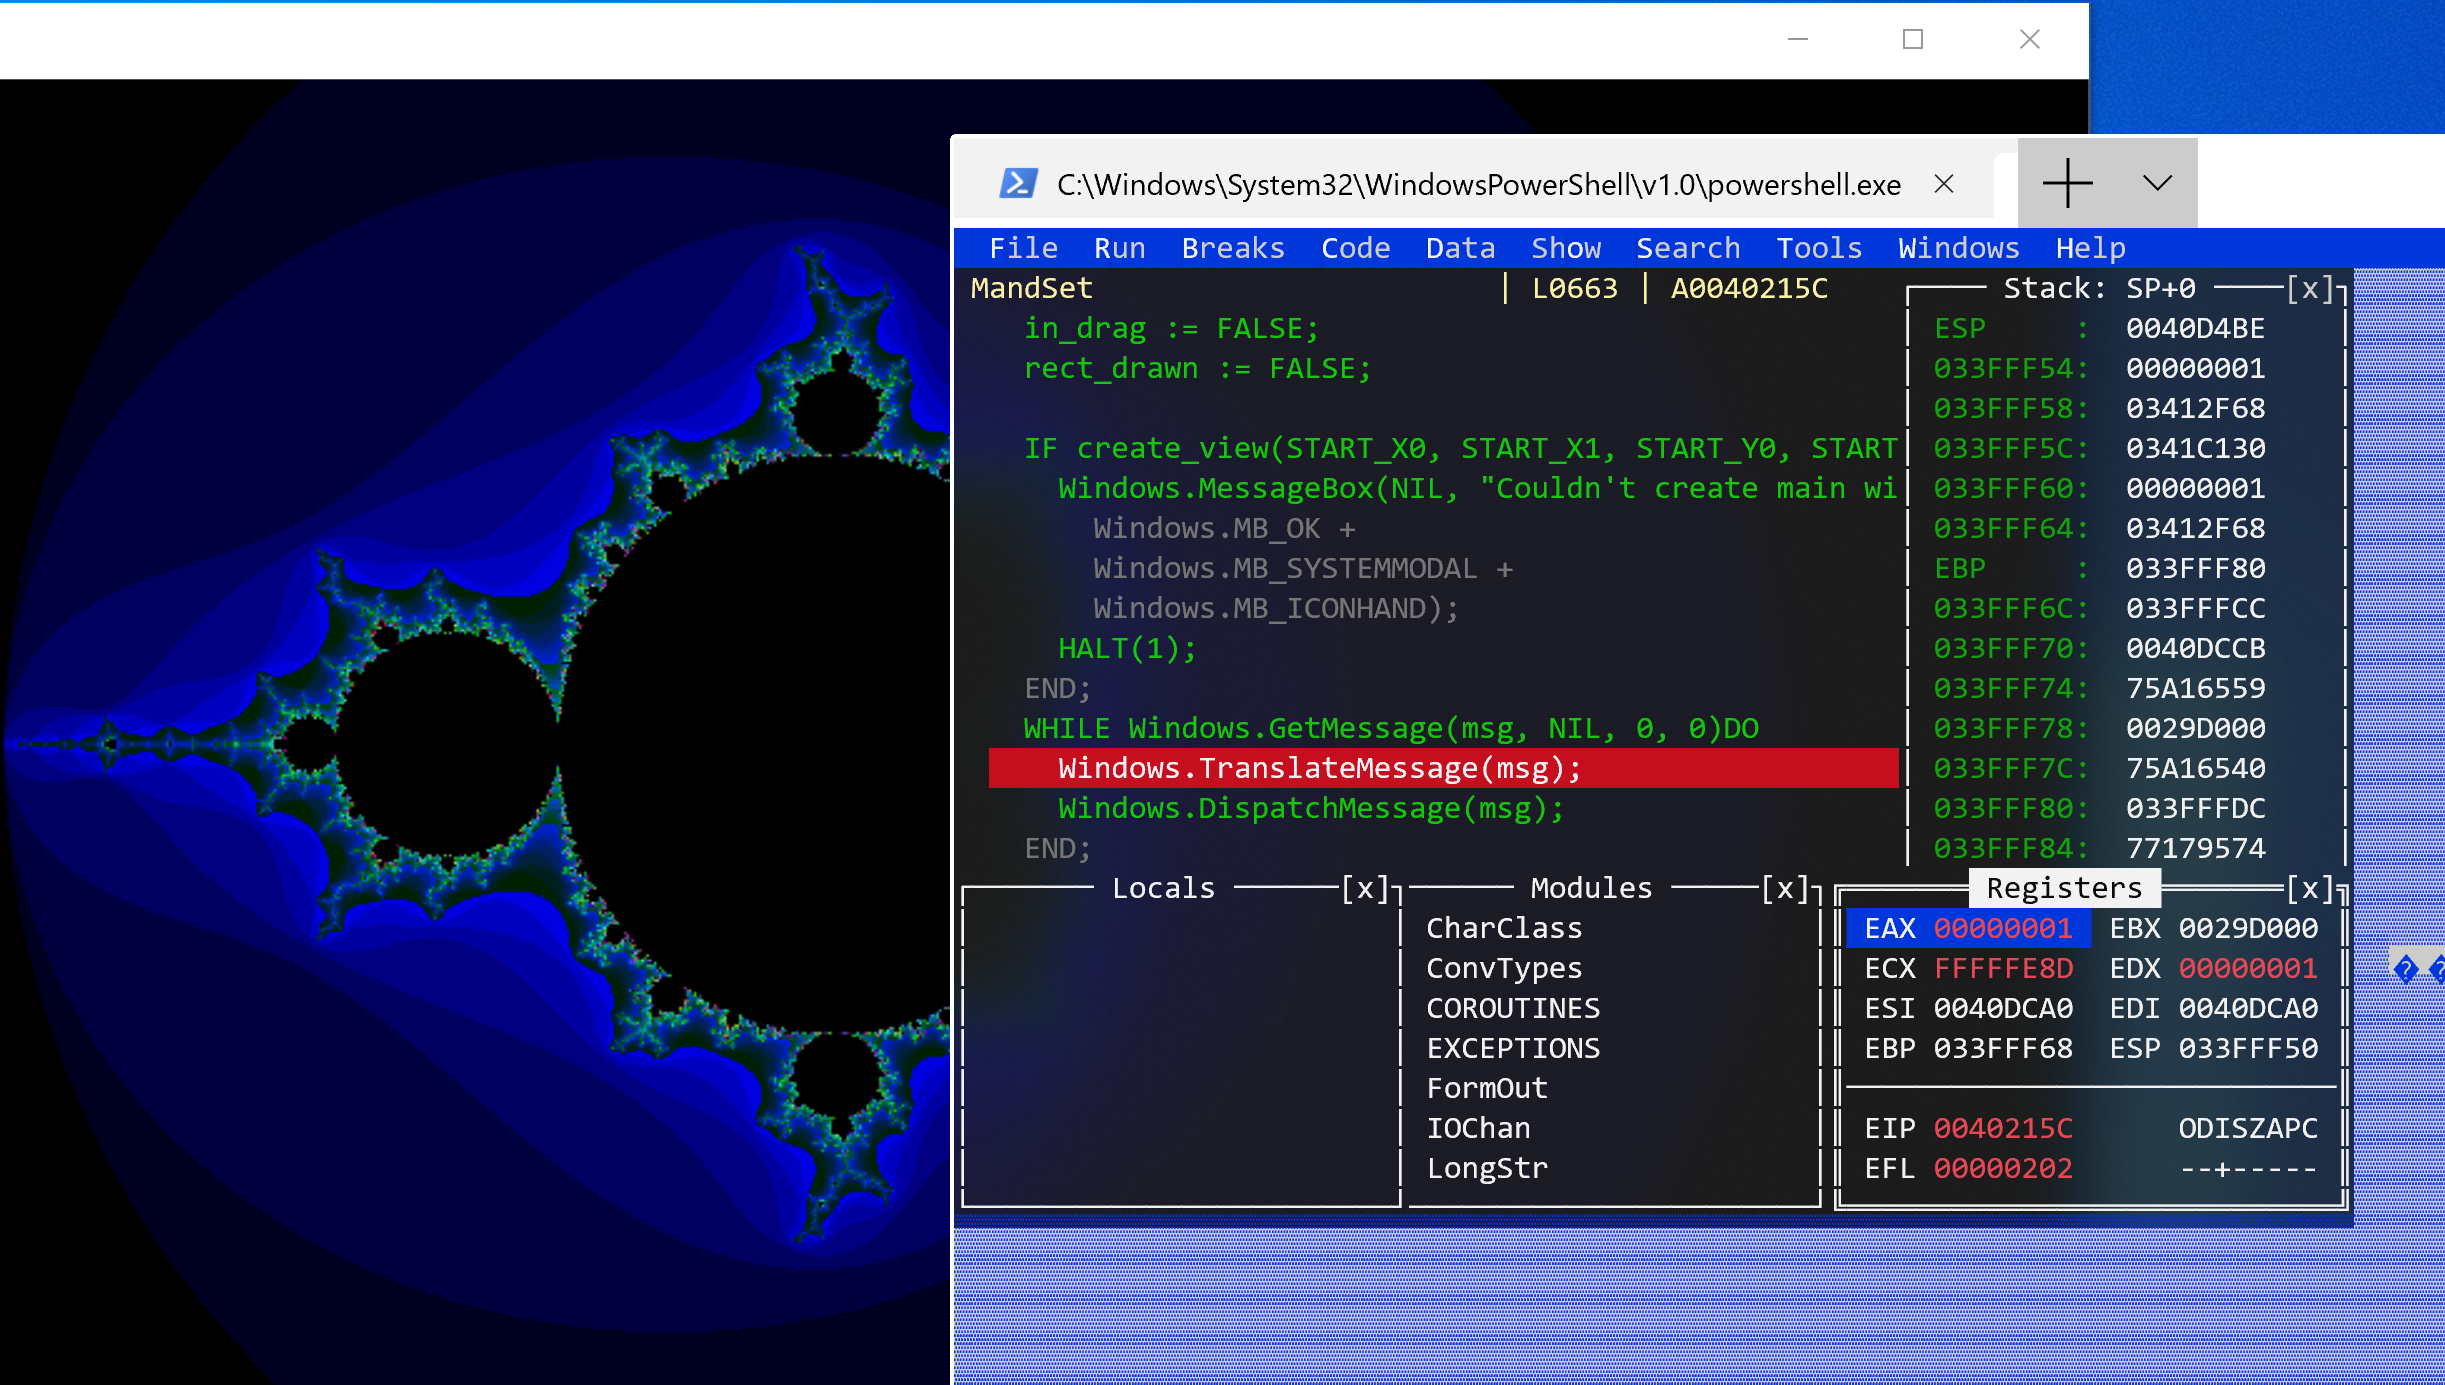 C:\Windows\System32\WindowsPowerShell\v1.0\powershell.exe
File Run Breaks Code Data Show Search Tools Windows Help
MandSet | L0663 | A0040215C
in_drag := FALSE;
rect_drawn := FALSE;
IF create_view(START_X0, START_X1, START_Y0, START
Windows.MessageBox(NIL, "Couldn't create main wi
Windows.MB_OK +
Windows.MB_SYSTEMMODAL +
Windows.MB_ICONHAND);
HALT(1);
END;
WHILE Windows.GetMessage(msg, NIL, 0, 0)DO
Windows.TranslateMessage(msg);
Windows.DispatchMessage(msg);
END;
Stack: SP+0 [x]
ESP : 0040D4BE
033FFF54: 00000001
033FFF58: 03412F68
033FFF5C: 0341C130
033FFF60: 00000001
033FFF64: 03412F68
EBP : 033FFF80
033FFF6C: 033FFFCC
033FFF70: 0040DCCB
033FFF74: 75A16559
033FFF78: 0029D000
033FFF7C: 75A16540
033FFF80: 033FFFDC
033FFF84: 77179574
Locals [x]
Modules [x]
CharClass
ConvTypes
COROUTINES
EXCEPTIONS
FormOut
IOChan
LongStr
Registers [x]
EAX 00000001 EBX 0029D000
ECX FFFFFE8D EDX 00000001
ESI 0040DCA0 EDI 0040DCA0
EBP 033FFF68 ESP 033FFF50
EIP 0040215C ODISZAPC
EFL 00000202 --+-----